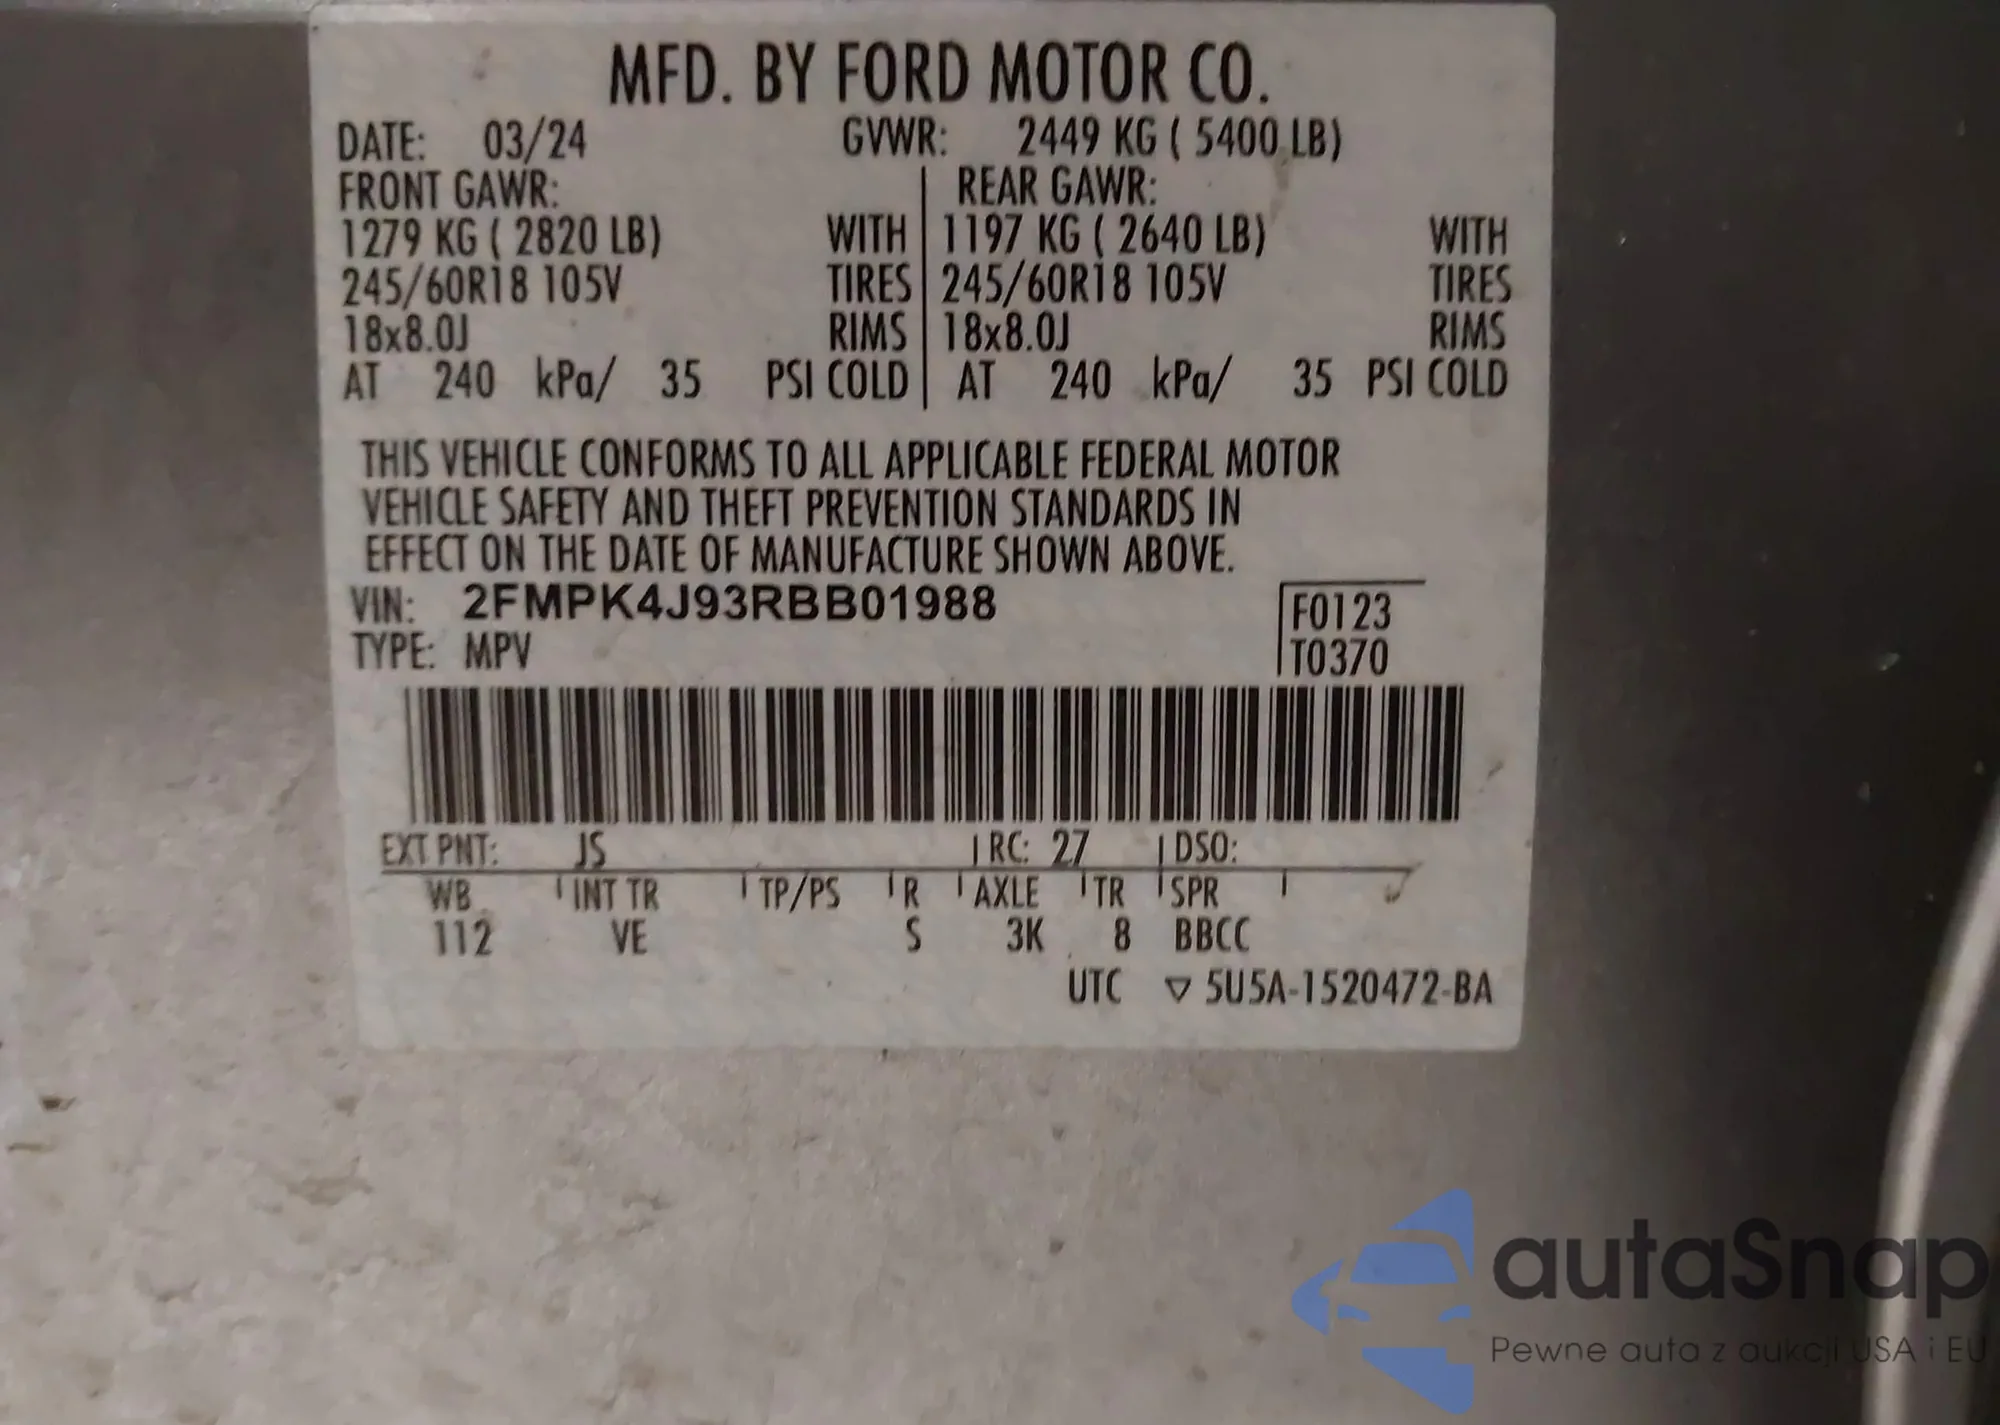 MFD. BY FORD MOTOR CO.
DATE: 03/24 GVWR: 2449 KG ( 5400 LB)
FRONT GAWR: REAR GAWR:
1279 KG ( 2820 LB) WITH 1197 KG ( 2640 LB) WITH
245/60R18 105V TIRES 245/60R18 105V TIRES
18x8.0J RIMS 18x8.0J RIMS
AT 240 kPa/ 35 PSI COLD AT 240 kPa/ 35 PSI COLD
THIS VEHICLE CONFORMS TO ALL APPLICABLE FEDERAL MOTOR
VEHICLE SAFETY AND THEFT PREVENTION STANDARDS IN
EFFECT ON THE DATE OF MANUFACTURE SHOWN ABOVE.
VIN: 2FMPK4J93RBB01988 F0123
TYPE: MPV T0370
EXT PNT: JS RC: 27 DSO:
WB INT TR TP/PS R AXLE TR SPR
112 VE S 3K 8 BBCC
UTC ▽ 5U5A-1520472-BA
autaSnap
Pewne auta z aukcji USA i EU